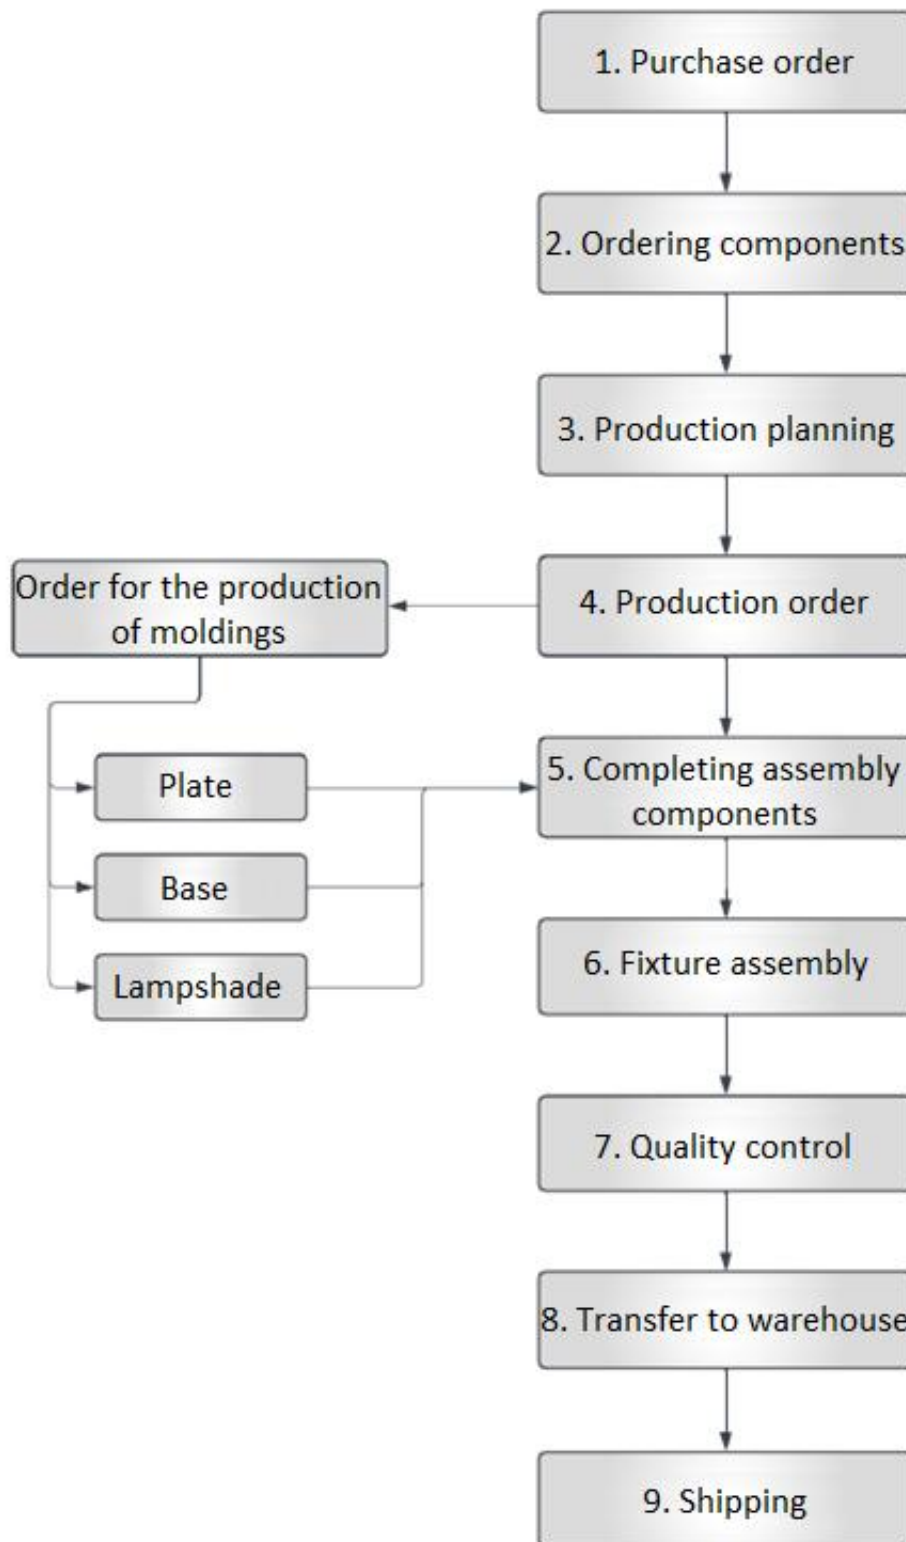 1. Purchase order
2. Ordering components
3. Production planning
Order for the production
of moldings
4. Production order
Plate
Base
Lampshade
5. Completing assembly
components
6. Fixture assembly
7. Quality control
8. Transfer to warehouse
9. Shipping